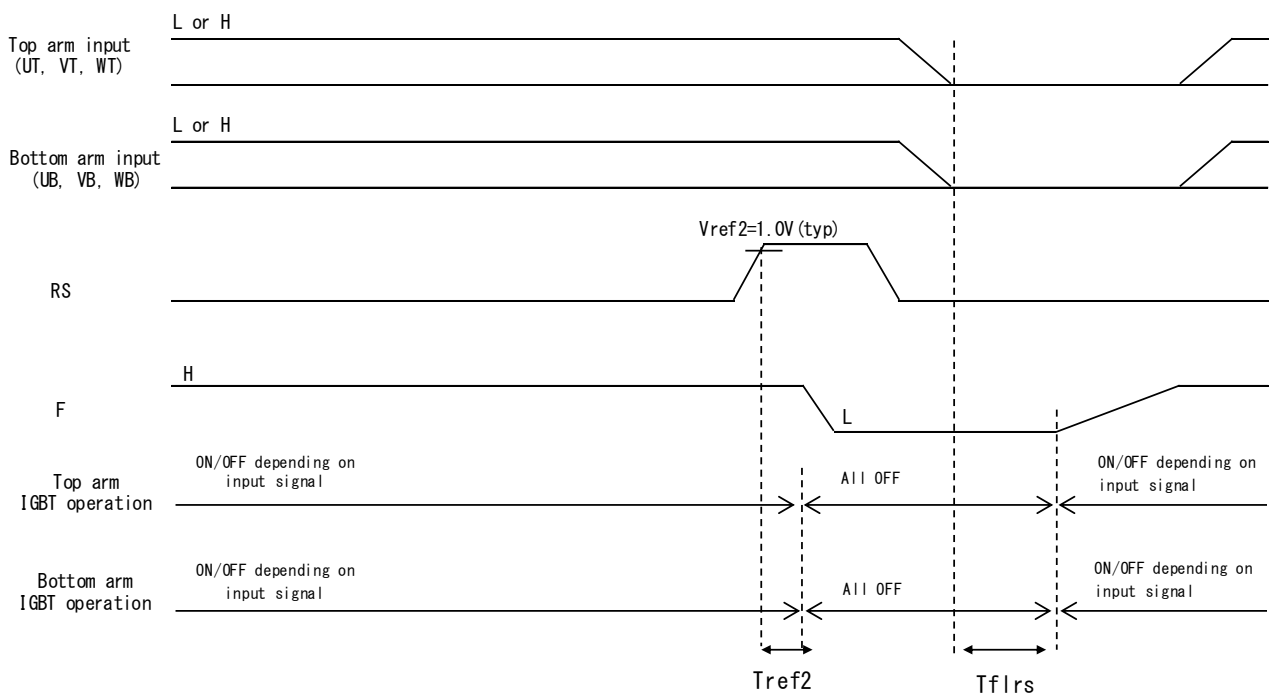 L or H
Top arm input
(UT, VT, WT)
L or H
Bottom arm input
(UB, VB, WB)
Vref2=1.0V(typ)
RS
H
F
L
Top arm
IGBT operation
ON/OFF depending on
input signal
All OFF
ON/OFF depending on
input signal
Bottom arm
IGBT operation
ON/OFF depending on
input signal
All OFF
ON/OFF depending on
input signal
Tref2
Tflrs